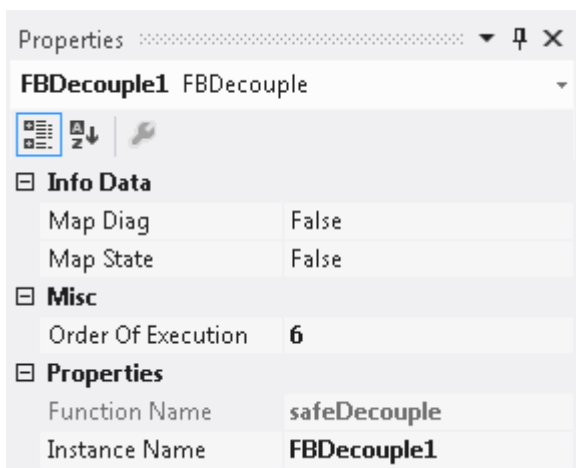 Properties
FBDecouple1 FBDecouple
Info Data
Map Diag False
Map State False
Misc
Order Of Execution 6
Properties
Function Name safeDecouple
Instance Name FBDecouple1